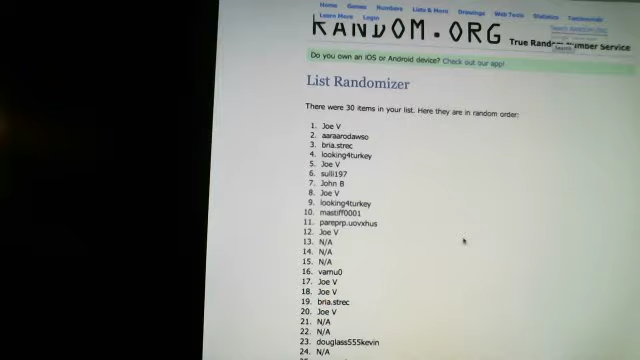 Home Games Numbers Lists & More Drawings Web Tools Statistics Testimonials
Learn More Login
RANDOM.ORG
True Random Number Service
Do you own an iOS or Android device? Check out our app!
List Randomizer
There were 30 items in your list. Here they are in random order:
1. Joe V
2. aaraarodawso
3. bria.strec
4. looking4turkey
5. Joe V
6. sulli197
7. John B
8. Joe V
9. looking4turkey
10. mastiff0001
11. pareprp.uovxhus
12. Joe V
13. N/A
14. N/A
15. N/A
16. vamu0
17. Joe V
18. Joe V
19. bria.strec
20. Joe V
21. N/A
22. N/A
23. douglass555kevin
24. N/A